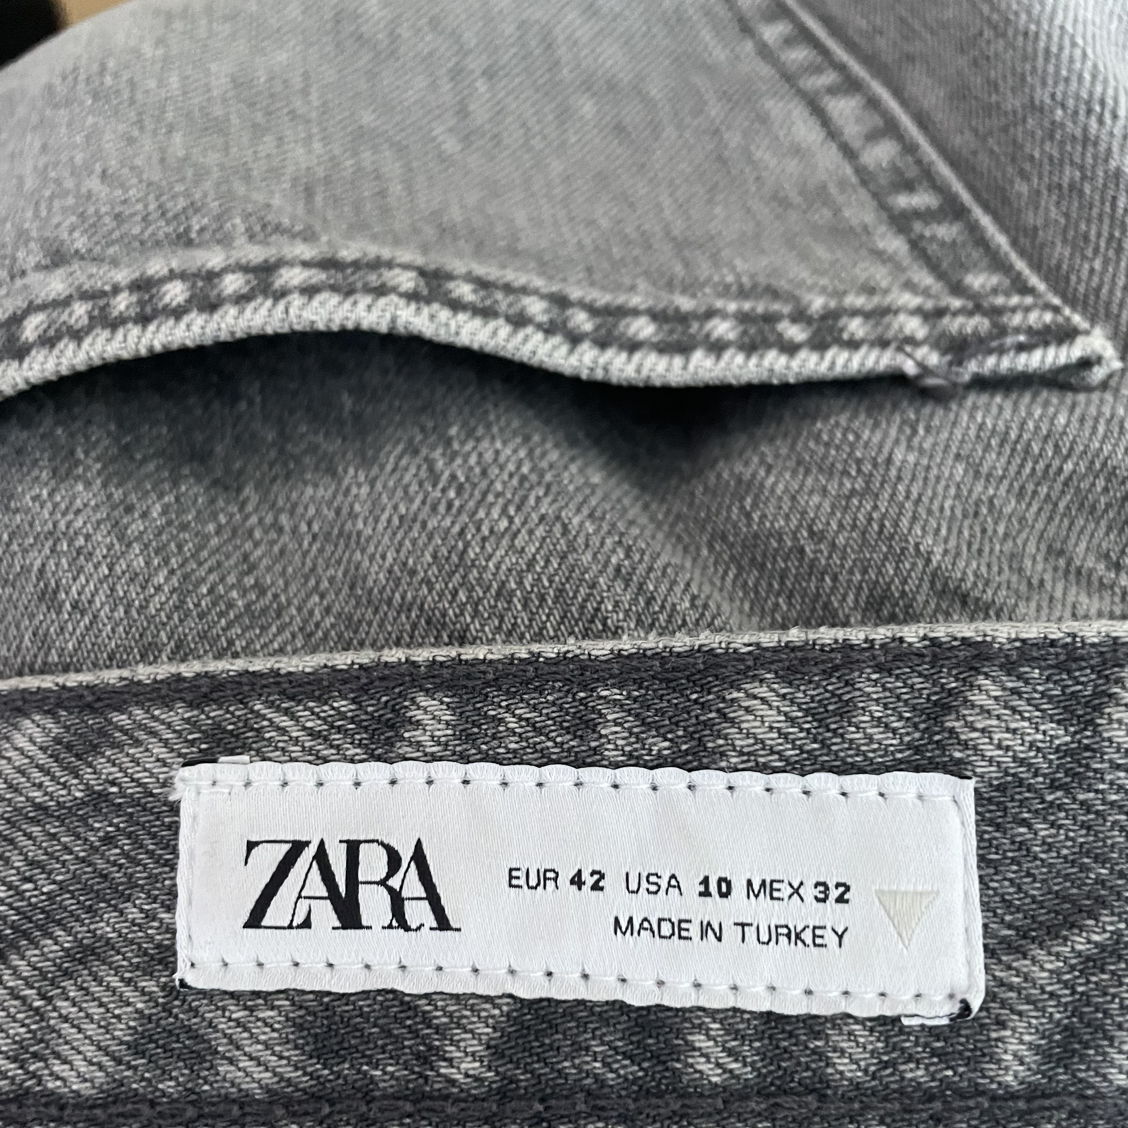 ZARA
EUR 42 USA 10 MEX 32
MADE IN TURKEY